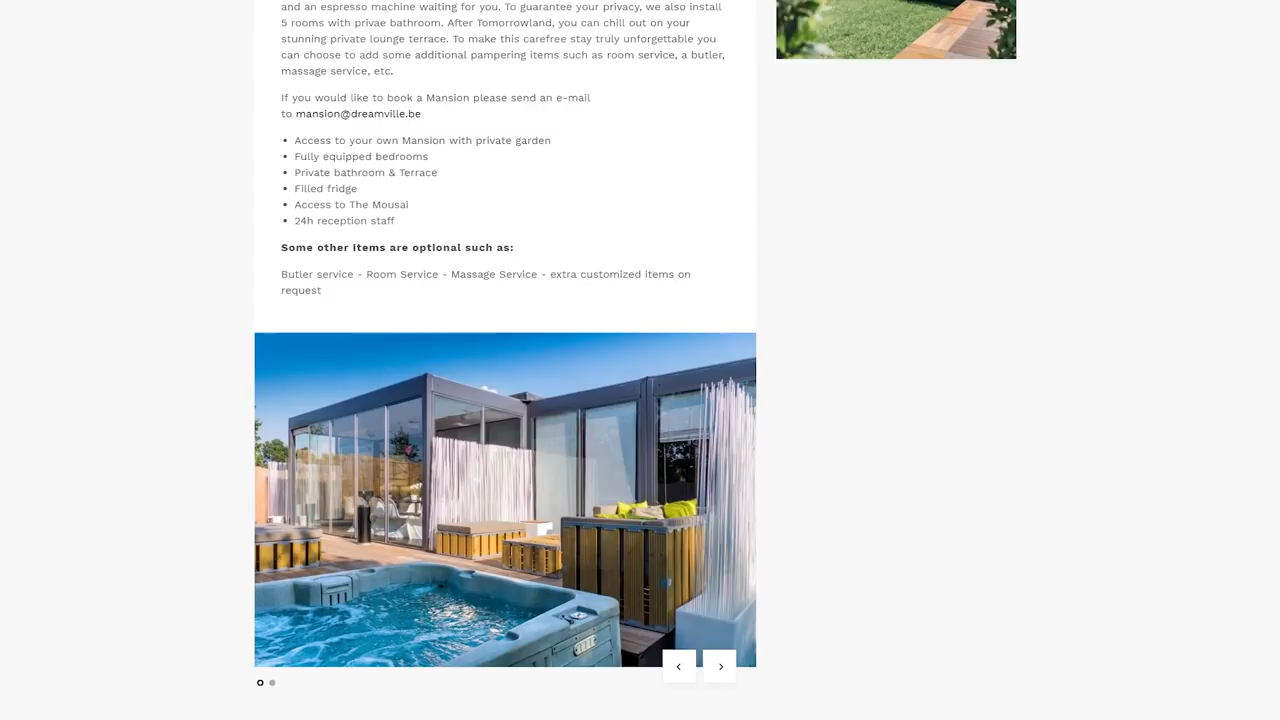 and an espresso machine waiting for you. To guarantee your privacy, we also install
5 rooms with privae bathroom. After Tomorrowland, you can chill out on your
stunning private lounge terrace. To make this carefree stay truly unforgettable you
can choose to add some additional pampering items such as room service, a butler,
massage service, etc.
If you would like to book a Mansion please send an e-mail
to mansion@dreamville.be
• Access to your own Mansion with private garden
• Fully equipped bedrooms
• Private bathroom & Terrace
• Filled fridge
• Access to The Mousai
• 24h reception staff
Some other items are optional such as:
Butler service - Room Service - Massage Service - extra customized items on
request